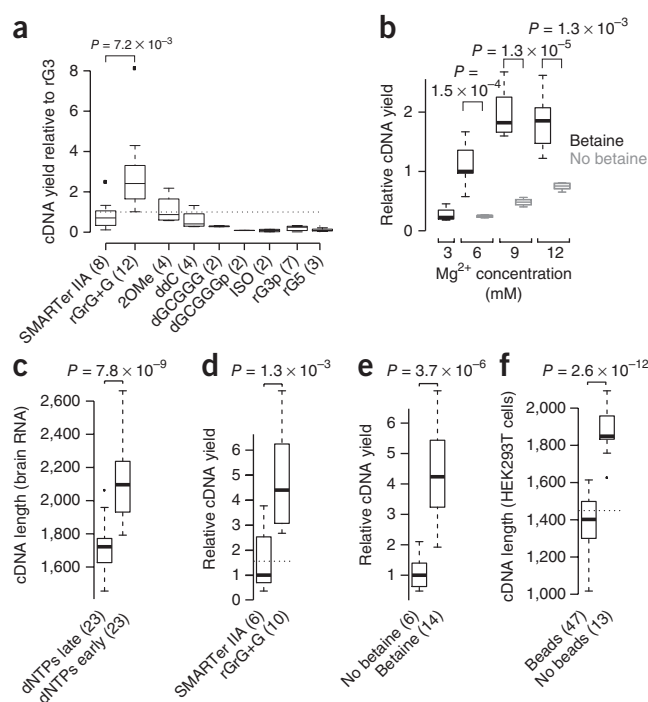 a
P = 7.2 × 10⁻³
cDNA yield relative to rG3
8
6
4
2
0
SMARTer IIA (8)
rGrG+G (12)
2OMe (4)
ddC (4)
dGCGGG (2)
dGCGGGp (2)
ISO (2)
rG3p (7)
rG5 (3)
b
P = 1.3 × 10⁻³
P = 1.3 × 10⁻⁵
P =
1.5 × 10⁻⁴
Relative cDNA yield
2
1
0
Betaine
No betaine
3 6 9 12
Mg²⁺ concentration
(mM)
c
P = 7.8 × 10⁻⁹
cDNA length (brain RNA)
2,600
2,400
2,200
2,000
1,800
1,600
dNTPs late (23)
dNTPs early (23)
d
P = 1.3 × 10⁻³
Relative cDNA yield
6
5
4
3
2
1
0
SMARTer IIA (6)
rGrG+G (10)
e
P = 3.7 × 10⁻⁶
Relative cDNA yield
6
5
4
3
2
1
No betaine (6)
Betaine (14)
f
P = 2.6 × 10⁻¹²
cDNA length (HEK293T cells)
2,000
1,800
1,600
1,400
1,200
1,000
Beads (47)
No beads (13)